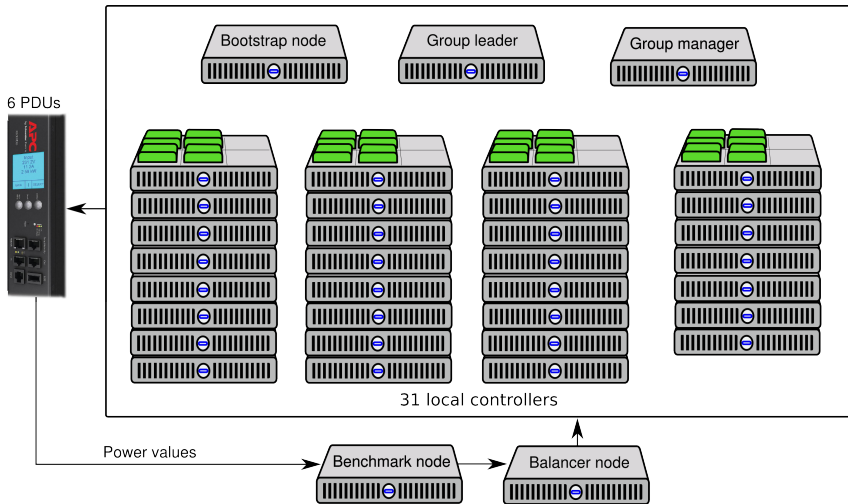 Bootstrap node
Group leader
Group manager
6 PDUs
APC
31 local controllers
Power values
Benchmark node
Balancer node